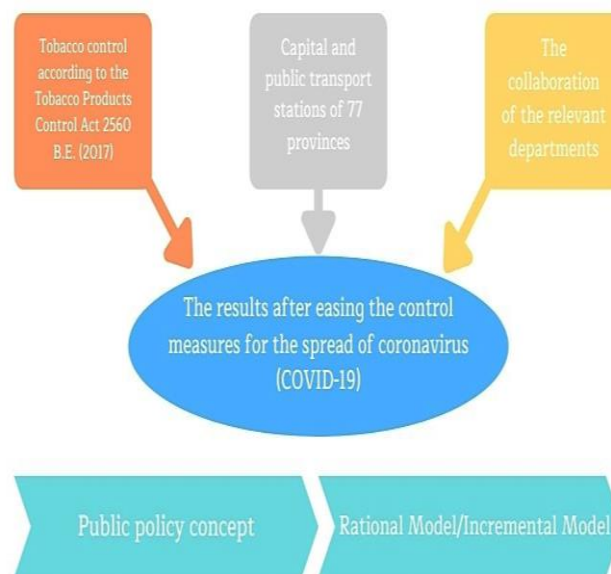 Tobacco control
according to the
Tobacco Products
Control Act 2560
B.E. (2017)
Capital and
public transport
stations of 77
provinces
The
collaboration
of the relevant
departments
The results after easing the control
measures for the spread of coronavirus
(COVID-19)
Public policy concept
Rational Model/Incremental Model